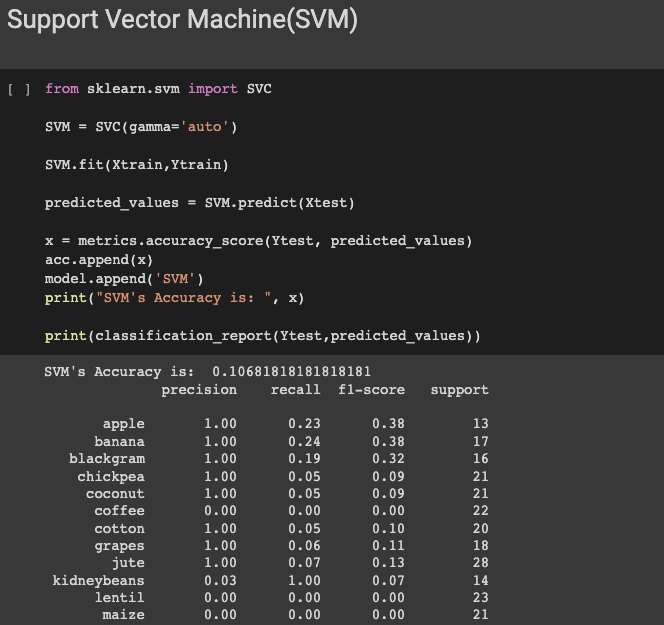 Support Vector Machine(SVM)
[ ] from sklearn.svm import SVC
SVM = SVC(gamma='auto')
SVM.fit(Xtrain,Ytrain)
predicted_values = SVM.predict(Xtest)
x = metrics.accuracy_score(Ytest, predicted_values)
acc.append(x)
model.append('SVM')
print("SVM's Accuracy is: ", x)
print(classification_report(Ytest,predicted_values))
SVM's Accuracy is:  0.10681818181818181
precision recall f1-score support
apple 1.00 0.23 0.38 13
banana 1.00 0.24 0.38 17
blackgram 1.00 0.19 0.32 16
chickpea 1.00 0.05 0.09 21
coconut 1.00 0.05 0.09 21
coffee 0.00 0.00 0.00 22
cotton 1.00 0.05 0.10 20
grapes 1.00 0.06 0.11 18
jute 1.00 0.07 0.13 28
kidneybeans 0.03 1.00 0.07 14
lentil 0.00 0.00 0.00 23
maize 0.00 0.00 0.00 21